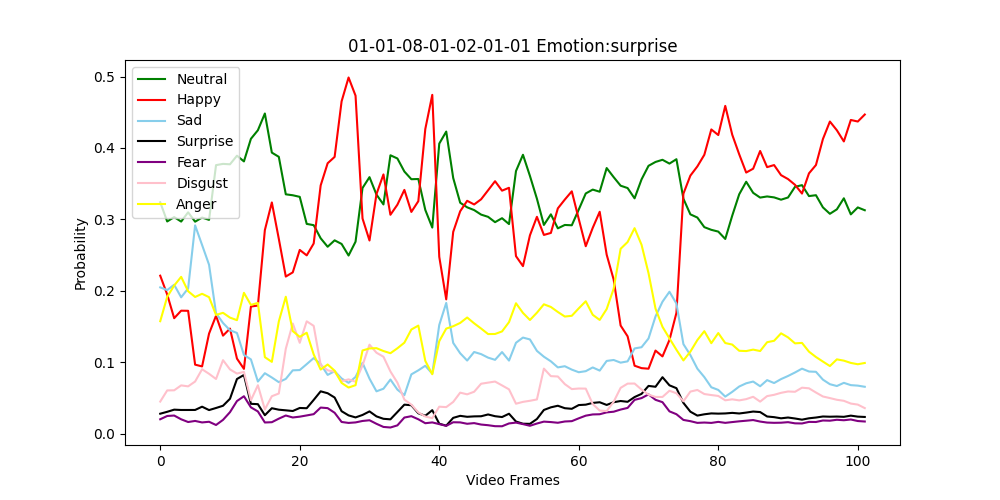 01-01-08-01-02-01-01 Emotion:surprise
Neutral
Happy
Sad
Surprise
Fear
Disgust
Anger
0.5
0.4
0.3
0.2
0.1
0.0
Probability
0 20 40 60 80 100
Video Frames